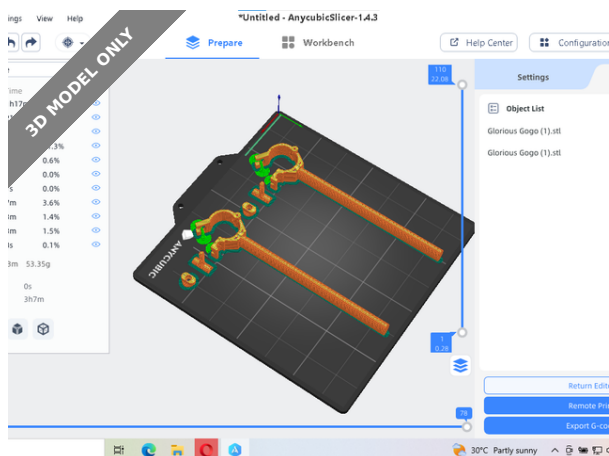 3D MODEL ONLY
ings View Help
*Untitled - AnycubicSlicer-1.4.3
Prepare
Workbench
Help Center
Configuration
Time
0.6%
0.0%
0.0%
3.6%
1.4%
1.5%
0.1%
53.35g
0s
3h7m
110
22.08
ANYCUBIC
1
0.28
78
Settings
Object List
Glorious Gogo (1).stl
Glorious Gogo (1).stl
Return Edit
Remote Pri
Export G-co
30°C Partly sunny